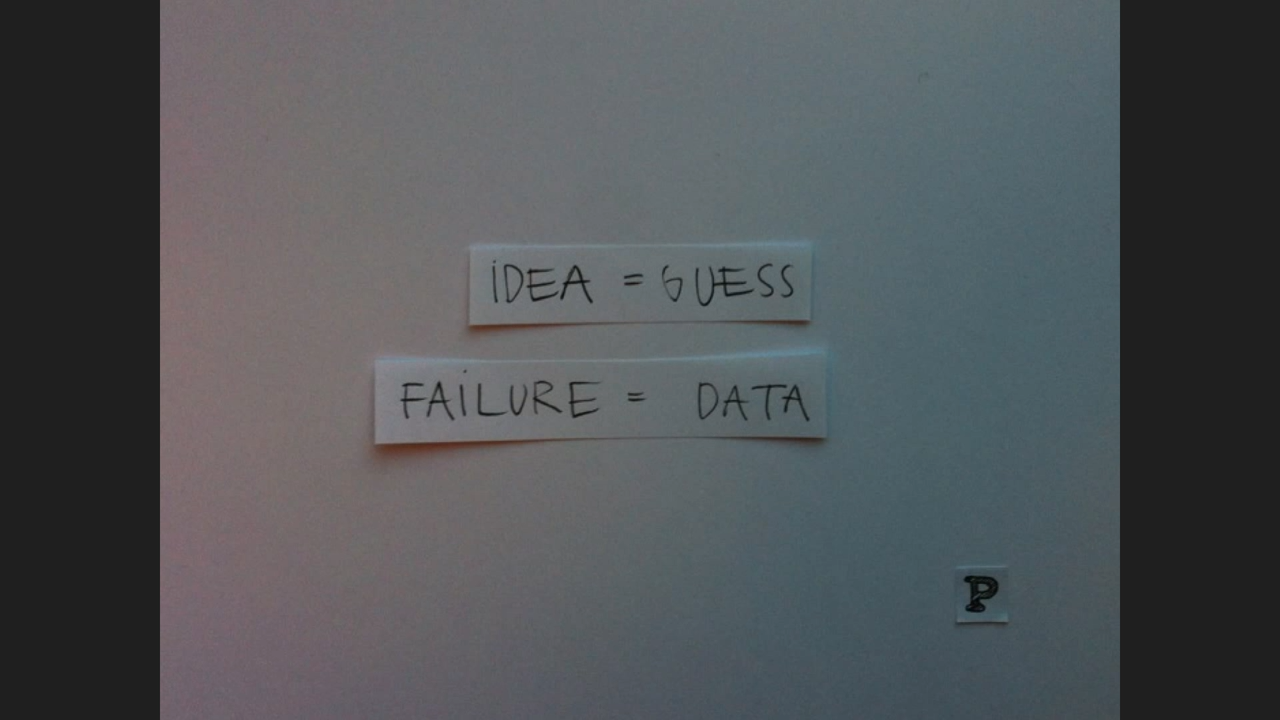 iDEA = GUESS
FAiLURE = DATA
P